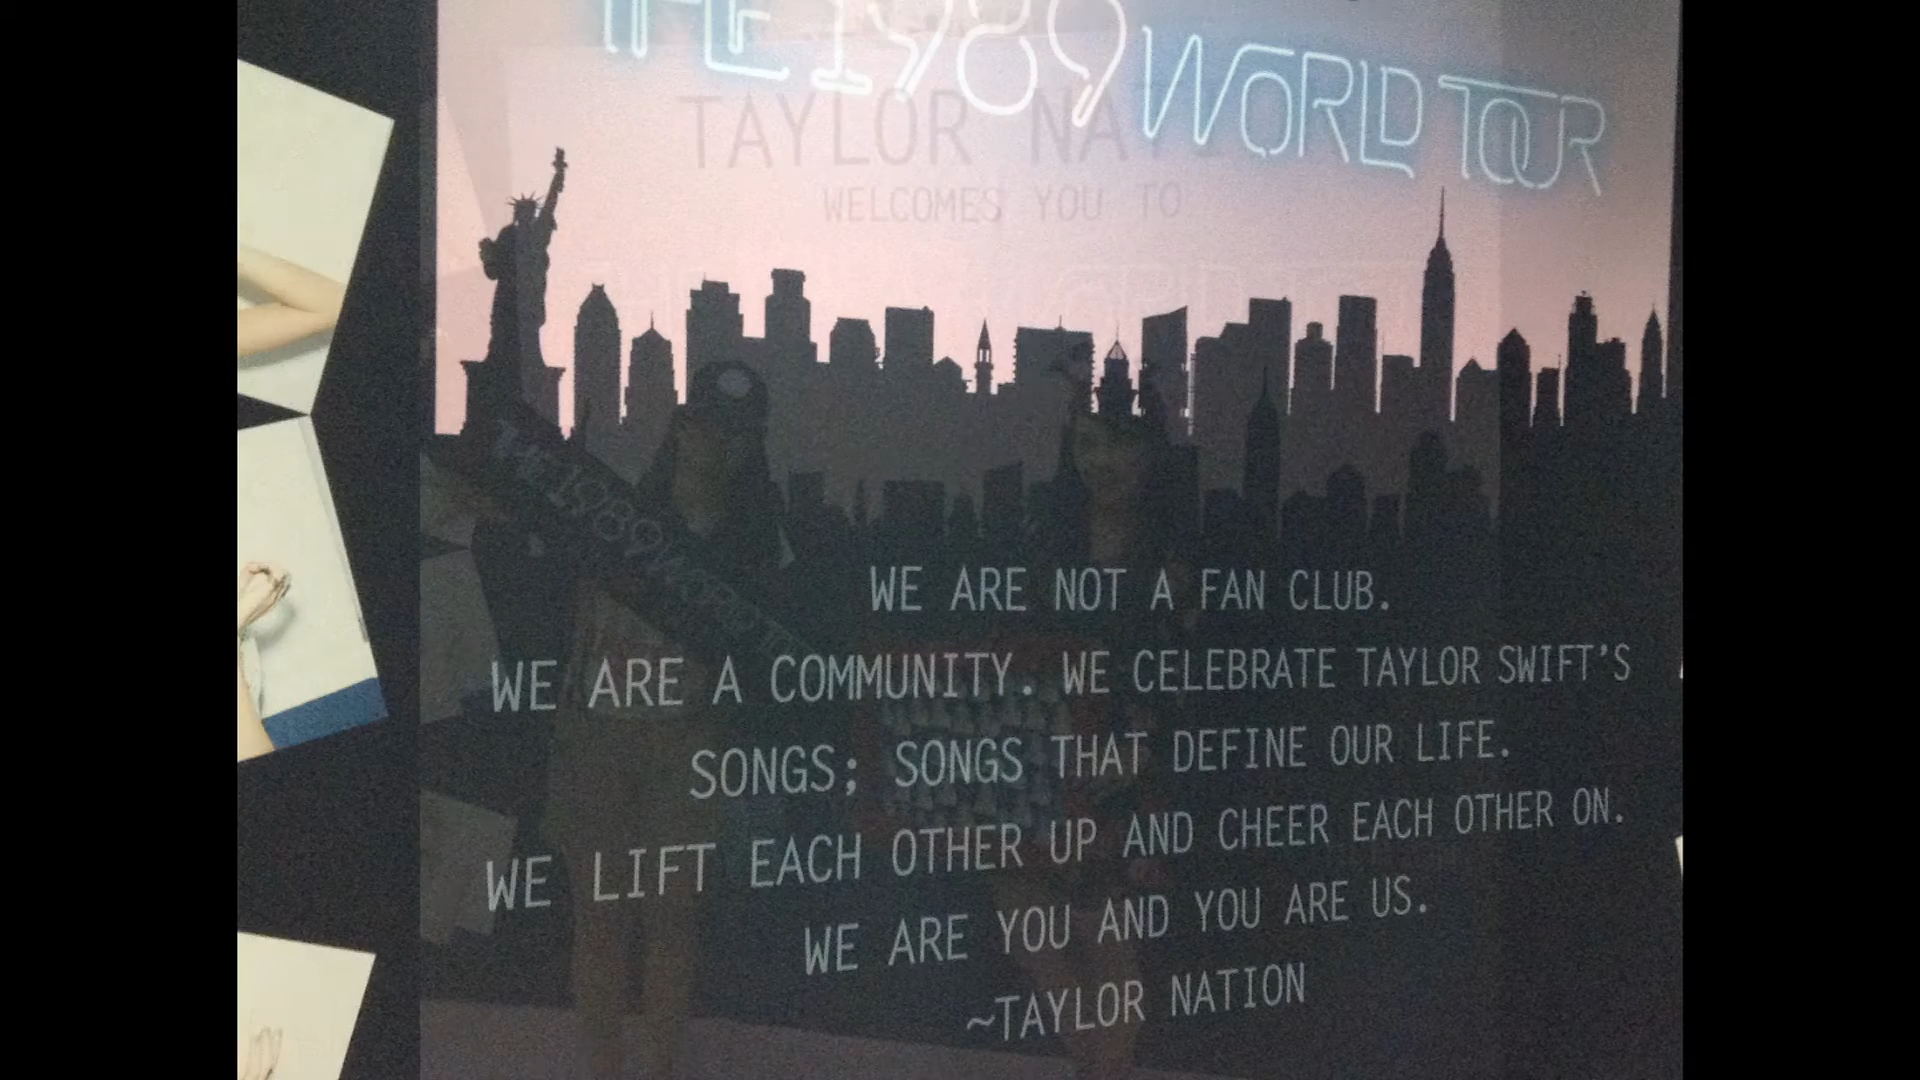 THE 1989 WORLD TOUR
TAYLOR NA
WELCOMES YOU TO
WE ARE NOT A FAN CLUB.
WE ARE A COMMUNITY. WE CELEBRATE TAYLOR SWIFT'S
SONGS; SONGS THAT DEFINE OUR LIFE.
WE LIFT EACH OTHER UP AND CHEER EACH OTHER ON.
WE ARE YOU AND YOU ARE US.
~TAYLOR NATION